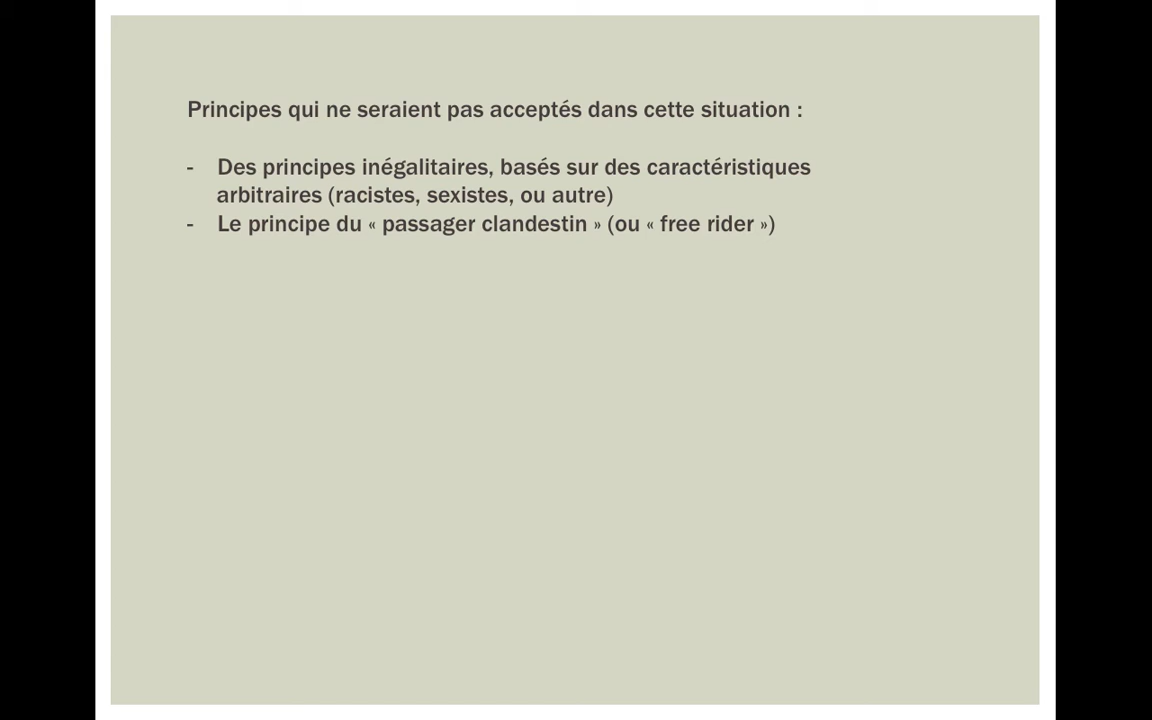 Principes qui ne seraient pas acceptés dans cette situation :
- Des principes inégalitaires, basés sur des caractéristiques
arbitraires (racistes, sexistes, ou autre)
- Le principe du « passager clandestin » (ou « free rider »)